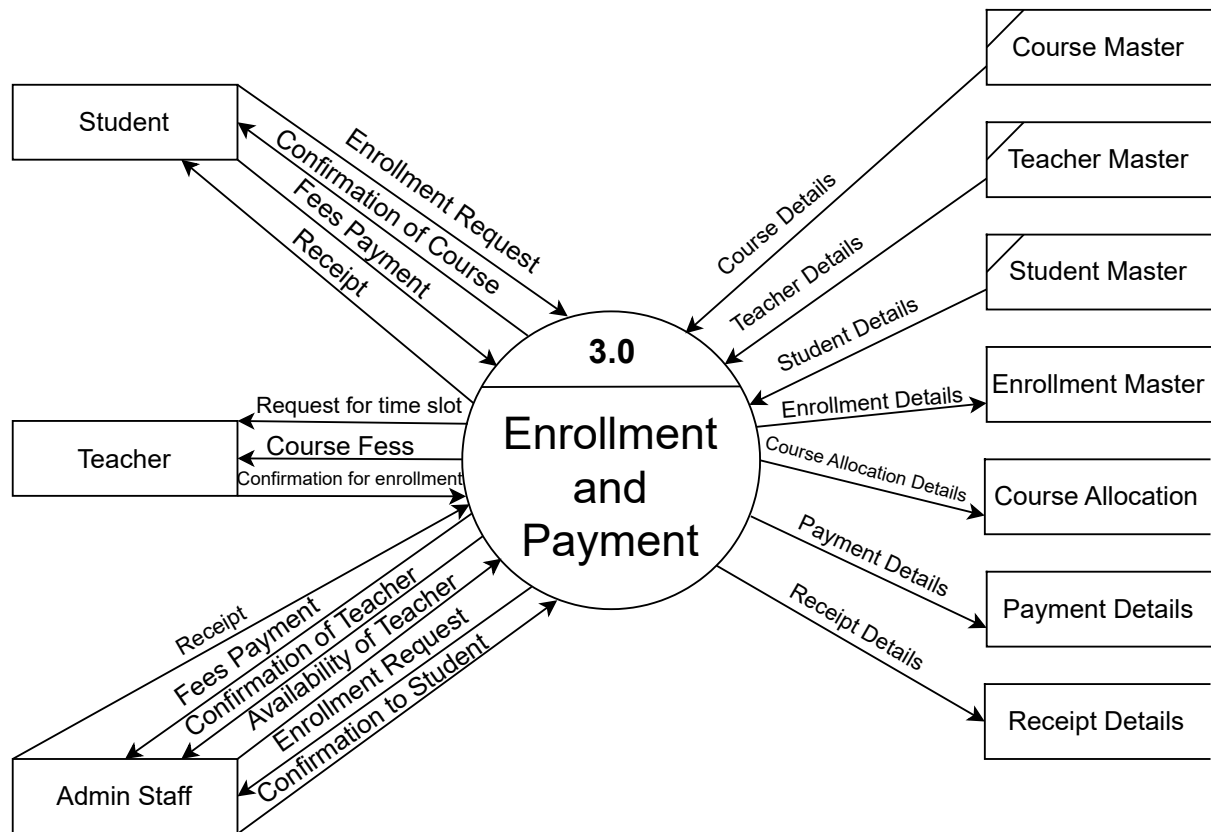 Course Master
Student
Teacher Master
Student Master
Enrollment Request
Confirmation of Course
Fees Payment
Receipt
Course Details
Teacher Details
Student Details
3.0
Enrollment
and
Payment
Enrollment Details
Enrollment Master
Request for time slot
Teacher
Course Fess
Confirmation for enrollment
Course Allocation Details
Course Allocation
Payment Details
Payment Details
Receipt Details
Receipt Details
Receipt
Fees Payment
Confirmation of Teacher
Availability of Teacher
Enrollment Request
Confirmation to Student
Admin Staff